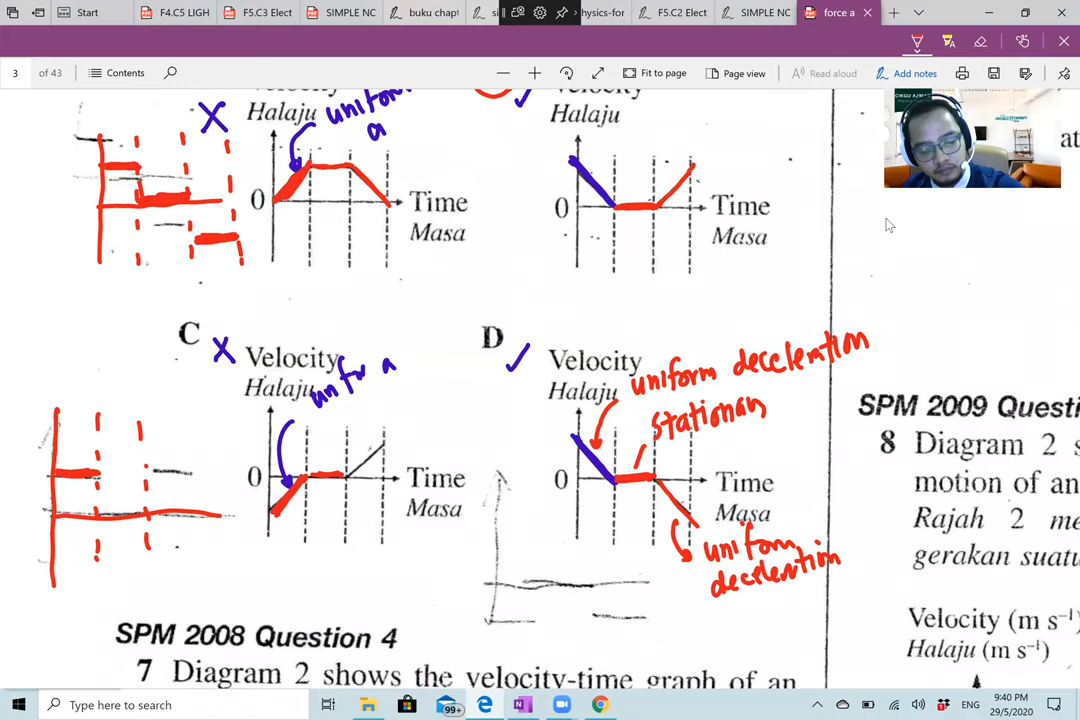 Start
F4.C5 LIGH
F5.C3 Elect
SIMPLE NC
buku chapt
si
hysics-for
F5.C2 Elect
SIMPLE NC
force a
3 of 43
Contents
Fit to page
Page view
Read aloud
Add notes
CIKGU AJWA
Halaju
uniform
a
0
Time
Masa
Halaju
0
Time
Masa
at
C
Velocity
Halaju
0
Time
Masa
D
Velocity
Halaju
uniform deceleration
stationary
0
Time
Masa
uniform
deceleration
SPM 2008 Question 4
7 Diagram 2 shows the velocity-time graph of an
SPM 2009 Questi
8 Diagram 2 s
motion of an
Rajah 2 me
gerakan suatu
Velocity (m s⁻¹)
Halaju (m s⁻¹)
Type here to search
99+
ENG
9:40 PM
29/5/2020